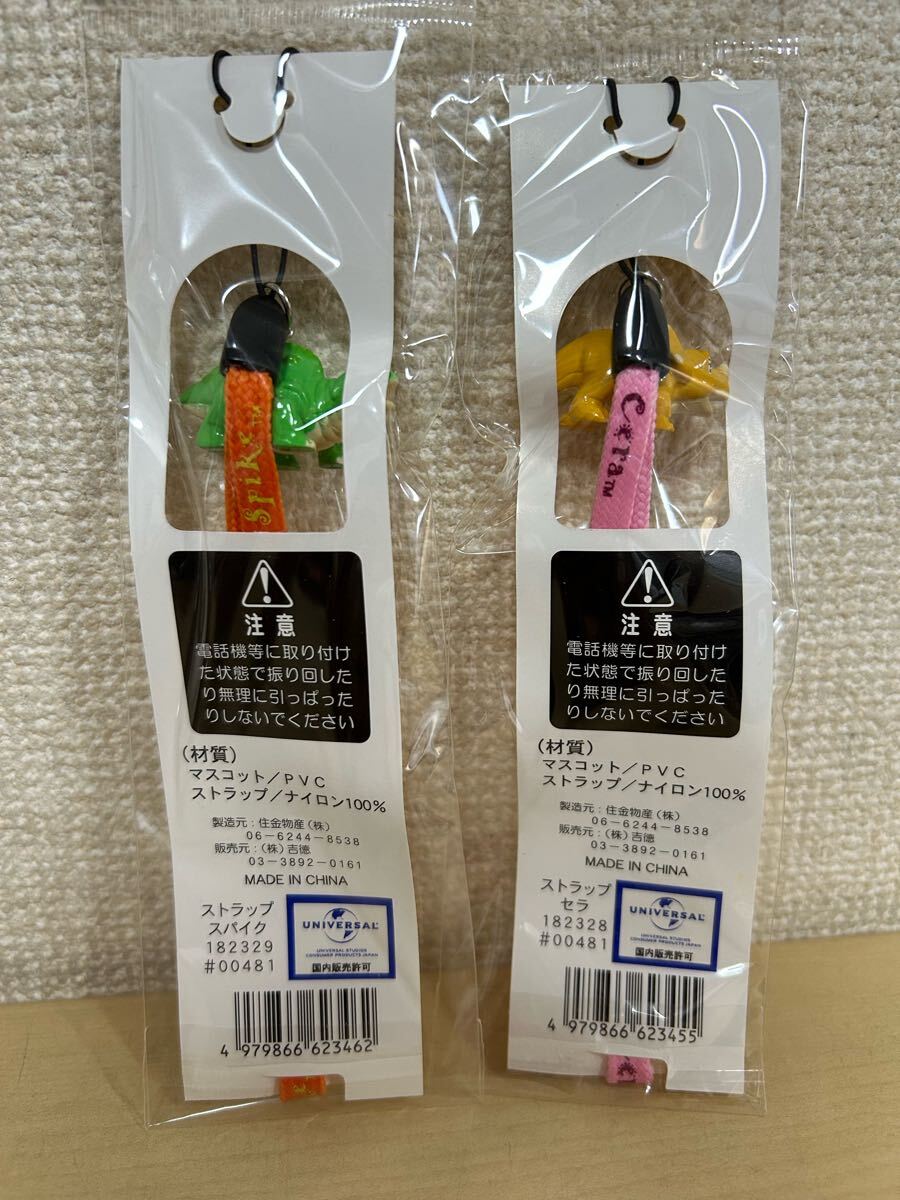 Spike™
注意
電話機等に取り付け
た状態で振り回した
り無理に引っぱった
りしないでください
(材質)
マスコット/PVC
ストラップ/ナイロン100%
製造元:住金物産(株)
06-6244-8538
販売元:(株)吉徳
03-3892-0161
MADE IN CHINA
ストラップ
スパイク
182329
#00481
UNIVERSAL
UNIVERSAL STUDIOS
CONSUMER PRODUCTS JAPAN
国内販売許可
4 979866 623462
Cera™
注意
電話機等に取り付け
た状態で振り回した
り無理に引っぱった
りしないでください
(材質)
マスコット/PVC
ストラップ/ナイロン100%
製造元:住金物産(株)
06-6244-8538
販売元:(株)吉徳
03-3892-0161
MADE IN CHINA
ストラップ
セラ
182328
#00481
UNIVERSAL
UNIVERSAL STUDIOS
CONSUMER PRODUCTS JAPAN
国内販売許可
4 979866 623455